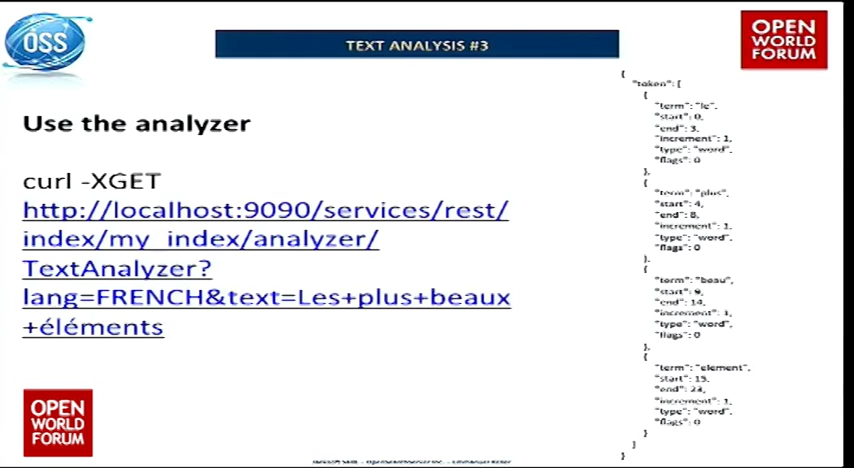 OSS
TEXT ANALYSIS #3
OPEN
WORLD
FORUM
Use the analyzer
curl -XGET
http://localhost:9090/services/rest/
index/my_index/analyzer/
TextAnalyzer?
lang=FRENCH&text=Les+plus+beaux
+éléments
{
"token": [
{
"term": "le",
"start": 0,
"end": 3,
"increment": 1,
"type": "word",
"flags": 0
},
{
"term": "plus",
"start": 4,
"end": 8,
"increment": 1,
"type": "word",
"flags": 0
},
{
"term": "beau",
"start": 9,
"end": 14,
"increment": 1,
"type": "word",
"flags": 0
},
{
"term": "element",
"start": 15,
"end": 23,
"increment": 1,
"type": "word",
"flags": 0
}
]
}
OPEN
WORLD
FORUM